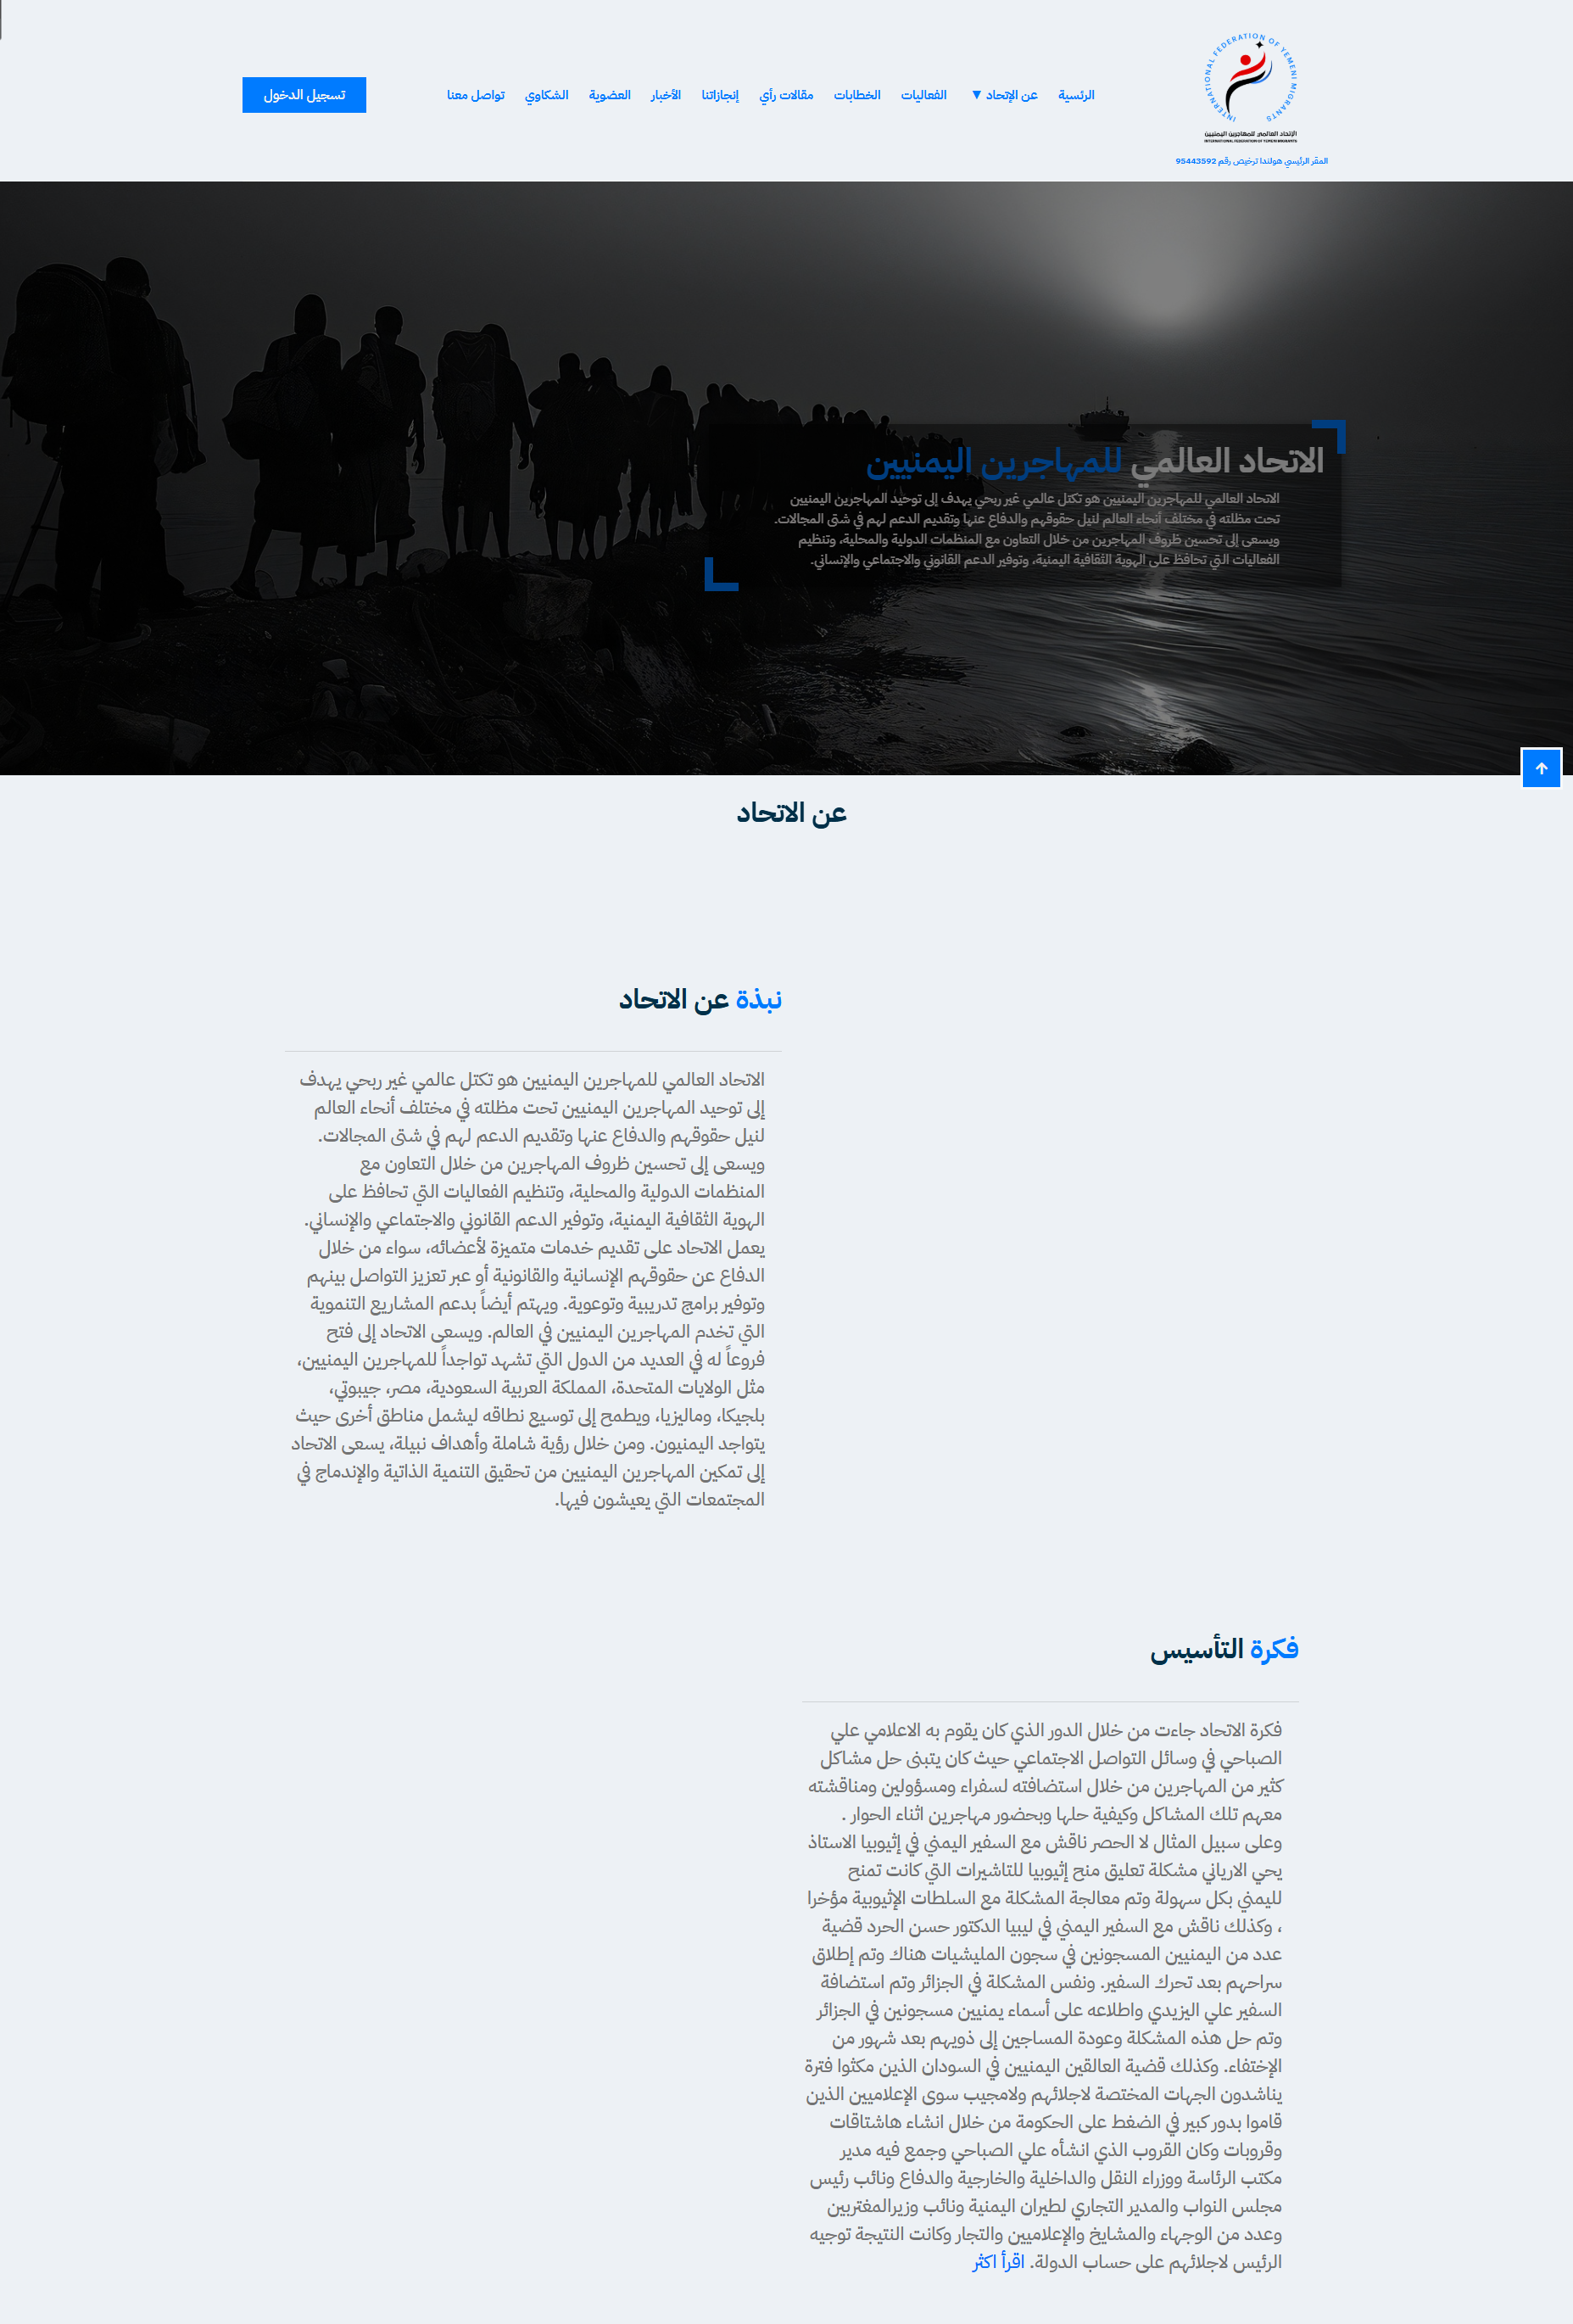 INTERNATIONAL FEDERATION OF YEMENI MIGRANTS
الإتحاد العالمي للمهاجرين اليمنيين
INTERNATIONAL FEDERATION OF YEMENI MIGRANTS
المقر الرئيسي هولندا ترخيص رقم 95443592
الرئسية
عن الإتحاد ▼
الفعاليات
الخطابات
مقالات رأي
إنجازاتنا
الأخبار
العضوية
الشكاوي
تواصل معنا
تسجيل الدخول
الاتحاد العالمي للمهاجرين اليمنيين
الاتحاد العالمي للمهاجرين اليمنيين هو تكتل عالمي غير ربحي يهدف إلى توحيد المهاجرين اليمنيين
تحت مظلته في مختلف أنحاء العالم لنيل حقوقهم والدفاع عنها وتقديم الدعم لهم في شتى المجالات.
ويسعى إلى تحسين ظروف المهاجرين من خلال التعاون مع المنظمات الدولية والمحلية، وتنظيم
الفعاليات التي تحافظ على الهوية الثقافية اليمنية، وتوفير الدعم القانوني والاجتماعي والإنساني.
عن الاتحاد
نبذة عن الاتحاد
الاتحاد العالمي للمهاجرين اليمنيين هو تكتل عالمي غير ربحي يهدف
إلى توحيد المهاجرين اليمنيين تحت مظلته في مختلف أنحاء العالم
لنيل حقوقهم والدفاع عنها وتقديم الدعم لهم في شتى المجالات.
ويسعى إلى تحسين ظروف المهاجرين من خلال التعاون مع
المنظمات الدولية والمحلية، وتنظيم الفعاليات التي تحافظ على
الهوية الثقافية اليمنية، وتوفير الدعم القانوني والاجتماعي والإنساني.
يعمل الاتحاد على تقديم خدمات متميزة لأعضائه، سواء من خلال
الدفاع عن حقوقهم الإنسانية والقانونية أو عبر تعزيز التواصل بينهم
وتوفير برامج تدريبية وتوعوية. ويهتم أيضاً بدعم المشاريع التنموية
التي تخدم المهاجرين اليمنيين في العالم. ويسعى الاتحاد إلى فتح
فروعاً له في العديد من الدول التي تشهد تواجداً للمهاجرين اليمنيين،
مثل الولايات المتحدة، المملكة العربية السعودية، مصر، جيبوتي،
بلجيكا، وماليزيا، ويطمح إلى توسيع نطاقه ليشمل مناطق أخرى حيث
يتواجد اليمنيون. ومن خلال رؤية شاملة وأهداف نبيلة، يسعى الاتحاد
إلى تمكين المهاجرين اليمنيين من تحقيق التنمية الذاتية والإندماج في
المجتمعات التي يعيشون فيها.
فكرة التأسيس
فكرة الاتحاد جاءت من خلال الدور الذي كان يقوم به الاعلامي علي
الصباحي في وسائل التواصل الاجتماعي حيث كان يتبنى حل مشاكل
كثير من المهاجرين من خلال استضافته لسفراء ومسؤولين ومناقشته
معهم تلك المشاكل وكيفية حلها وبحضور مهاجرين اثناء الحوار .
وعلى سبيل المثال لا الحصر ناقش مع السفير اليمني في إثيوبيا الاستاذ
يحي الارياني مشكلة تعليق منح إثيوبيا للتاشيرات التي كانت تمنح
لليمني بكل سهولة وتم معالجة المشكلة مع السلطات الإثيوبية مؤخرا
، وكذلك ناقش مع السفير اليمني في ليبيا الدكتور حسن الحرد قضية
عدد من اليمنيين المسجونين في سجون المليشيات هناك وتم إطلاق
سراحهم بعد تحرك السفير. ونفس المشكلة في الجزائر وتم استضافة
السفير علي اليزيدي واطلاعه على أسماء يمنيين مسجونين في الجزائر
وتم حل هذه المشكلة وعودة المساجين إلى ذويهم بعد شهور من
الإختفاء. وكذلك قضية العالقين اليمنيين في السودان الذين مكثوا فترة
يناشدون الجهات المختصة لاجلائهم ولامجيب سوى الإعلاميين الذين
قاموا بدور كبير في الضغط على الحكومة من خلال انشاء هاشتاقات
وقروبات وكان القروب الذي انشأه علي الصباحي وجمع فيه مدير
مكتب الرئاسة ووزراء النقل والداخلية والخارجية والدفاع ونائب رئيس
مجلس النواب والمدير التجاري لطيران اليمنية ونائب وزيرالمغتربين
وعدد من الوجهاء والمشايخ والإعلاميين والتجار وكانت النتيجة توجيه
الرئيس لاجلائهم على حساب الدولة. اقرأ اكثر